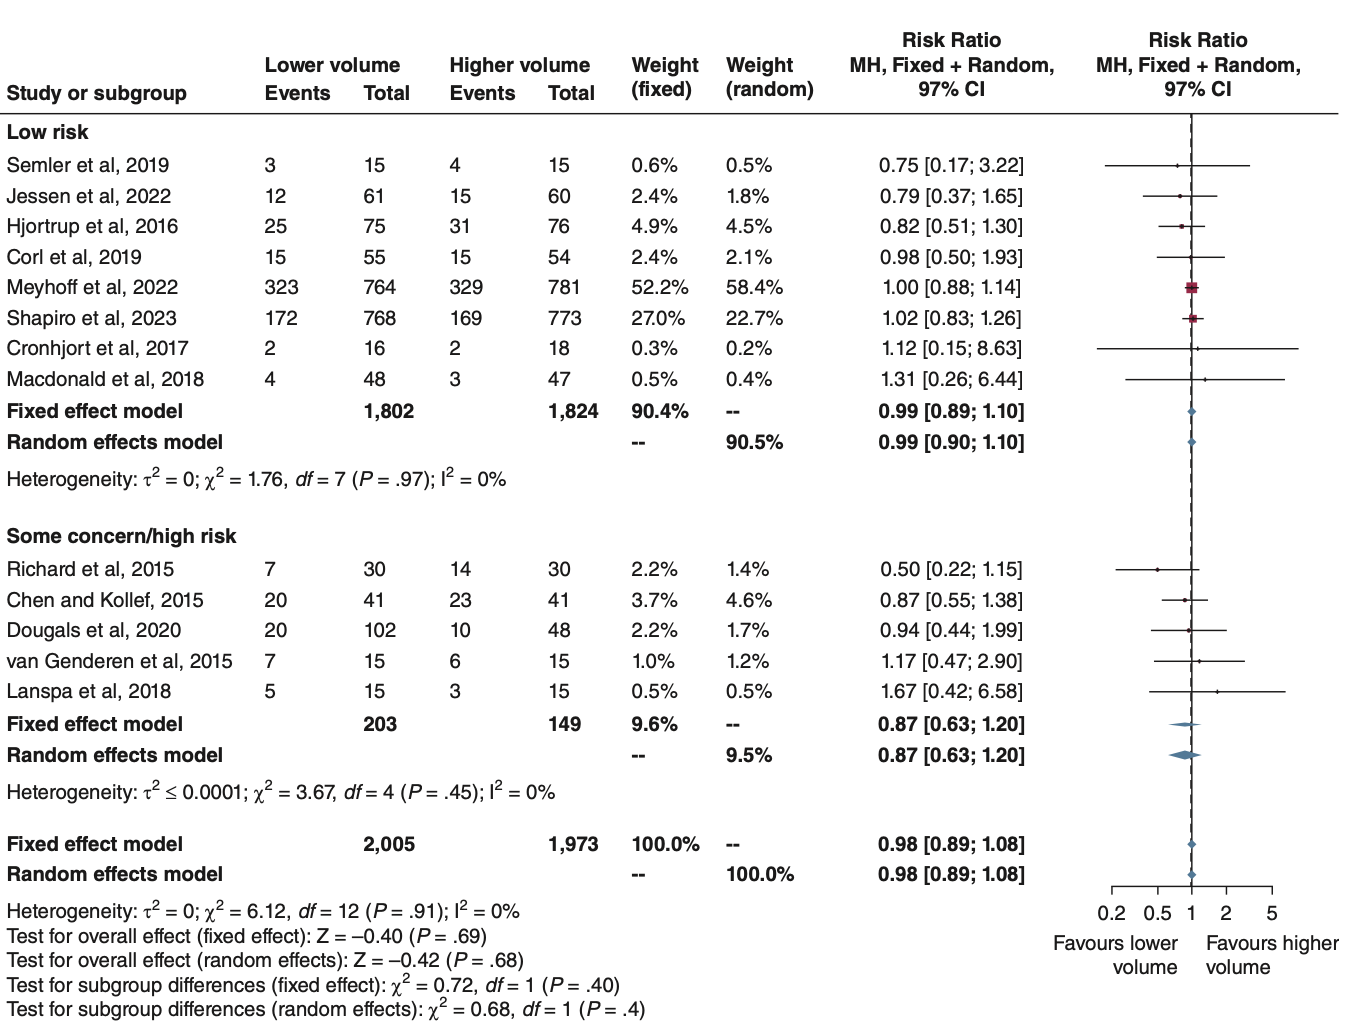 Study or subgroup Lower volume Higher volume Weight (fixed) Weight (random) Risk Ratio MH, Fixed + Random, 97% CI Risk Ratio MH, Fixed + Random, 97% CI
Events Total Events Total
Low risk
Semler et al, 2019 3 15 4 15 0.6% 0.5% 0.75 [0.17; 3.22]
Jessen et al, 2022 12 61 15 60 2.4% 1.8% 0.79 [0.37; 1.65]
Hjortrup et al, 2016 25 75 31 76 4.9% 4.5% 0.82 [0.51; 1.30]
Corl et al, 2019 15 55 15 54 2.4% 2.1% 0.98 [0.50; 1.93]
Meyhoff et al, 2022 323 764 329 781 52.2% 58.4% 1.00 [0.88; 1.14]
Shapiro et al, 2023 172 768 169 773 27.0% 22.7% 1.02 [0.83; 1.26]
Cronhjort et al, 2017 2 16 2 18 0.3% 0.2% 1.12 [0.15; 8.63]
Macdonald et al, 2018 4 48 3 47 0.5% 0.4% 1.31 [0.26; 6.44]
Fixed effect model 1,802 1,824 90.4% -- 0.99 [0.89; 1.10]
Random effects model -- 90.5% 0.99 [0.90; 1.10]
Heterogeneity: τ² = 0; χ² = 1.76, df = 7 (P = .97); I² = 0%
Some concern/high risk
Richard et al, 2015 7 30 14 30 2.2% 1.4% 0.50 [0.22; 1.15]
Chen and Kollef, 2015 20 41 23 41 3.7% 4.6% 0.87 [0.55; 1.38]
Dougals et al, 2020 20 102 10 48 2.2% 1.7% 0.94 [0.44; 1.99]
van Genderen et al, 2015 7 15 6 15 1.0% 1.2% 1.17 [0.47; 2.90]
Lanspa et al, 2018 5 15 3 15 0.5% 0.5% 1.67 [0.42; 6.58]
Fixed effect model 203 149 9.6% -- 0.87 [0.63; 1.20]
Random effects model -- 9.5% 0.87 [0.63; 1.20]
Heterogeneity: τ² ≤ 0.0001; χ² = 3.67, df = 4 (P = .45); I² = 0%
Fixed effect model 2,005 1,973 100.0% -- 0.98 [0.89; 1.08]
Random effects model -- 100.0% 0.98 [0.89; 1.08]
Heterogeneity: τ² = 0; χ² = 6.12, df = 12 (P = .91); I² = 0%
Test for overall effect (fixed effect): Z = –0.40 (P = .69)
Test for overall effect (random effects): Z = –0.42 (P = .68)
Test for subgroup differences (fixed effect): χ² = 0.72, df = 1 (P = .40)
Test for subgroup differences (random effects): χ² = 0.68, df = 1 (P = .4)
0.2 0.5 1 2 5
Favours lower volume
Favours higher volume